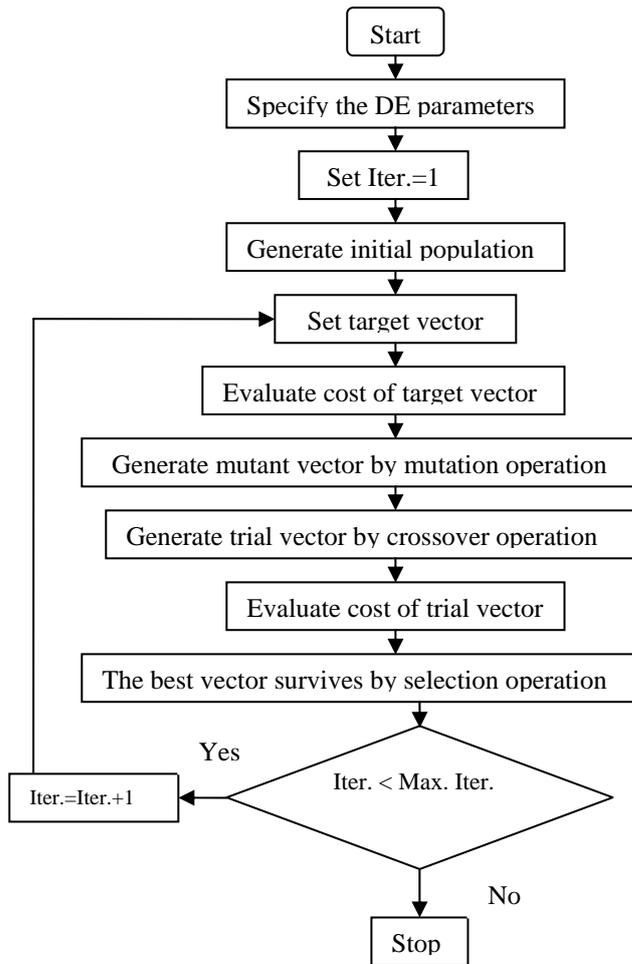 Start
Specify the DE parameters
Set Iter.=1
Generate initial population
Set target vector
Evaluate cost of target vector
Generate mutant vector by mutation operation
Generate trial vector by crossover operation
Evaluate cost of trial vector
The best vector survives by selection operation
Yes
Iter. < Max. Iter.
Iter.=Iter.+1
No
Stop